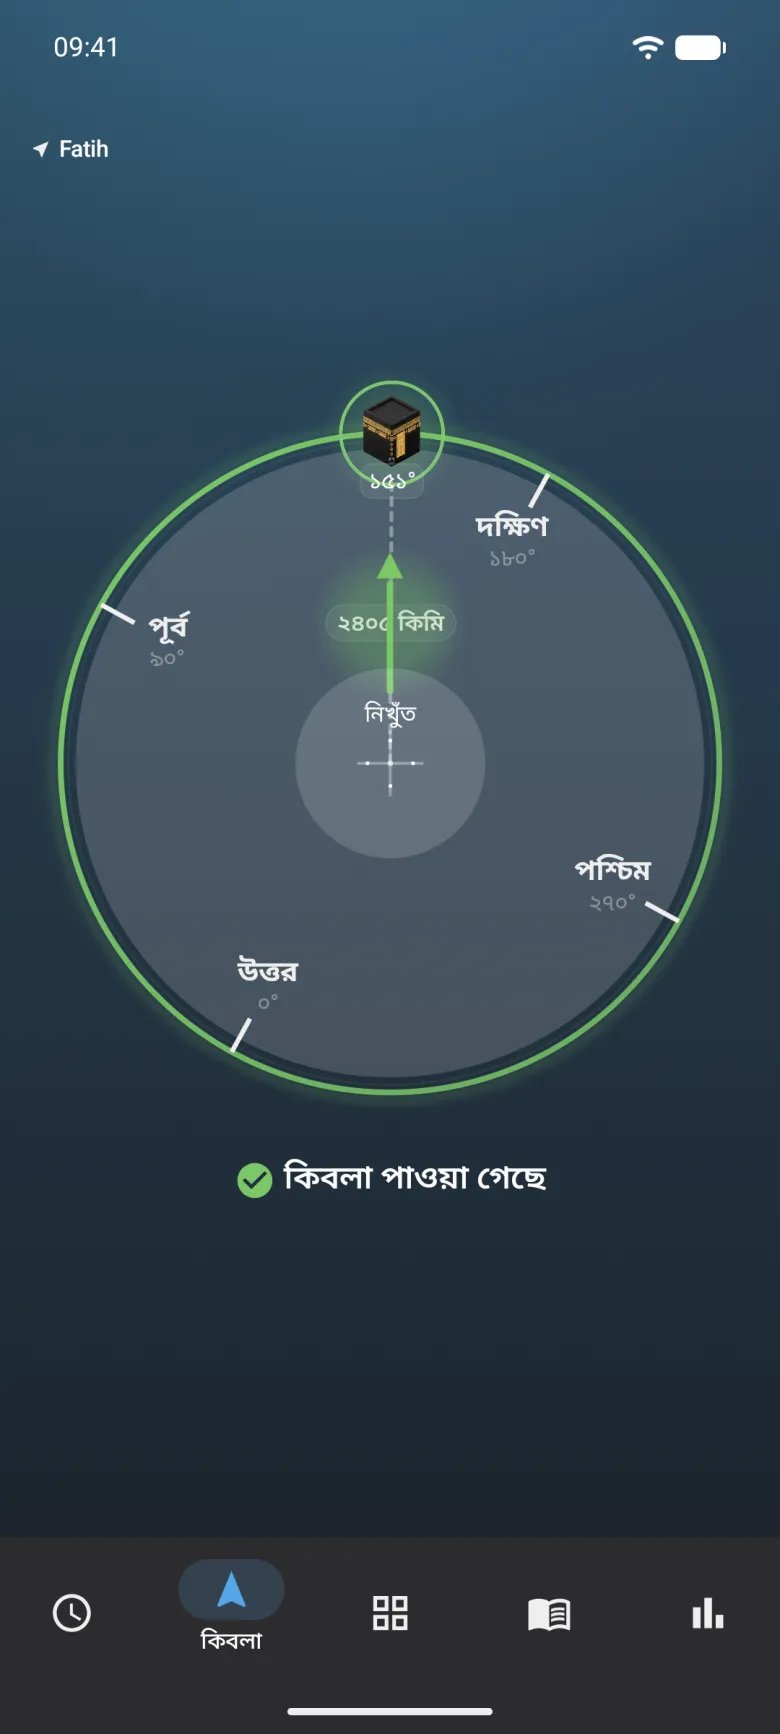 09:41
Fatih
১৫১°
দক্ষিণ
১৮০°
২৪০৫ কিমি
পূর্ব
৯০°
নিখুঁত
পশ্চিম
২৭০°
উত্তর
০°
কিবলা পাওয়া গেছে
কিবলা